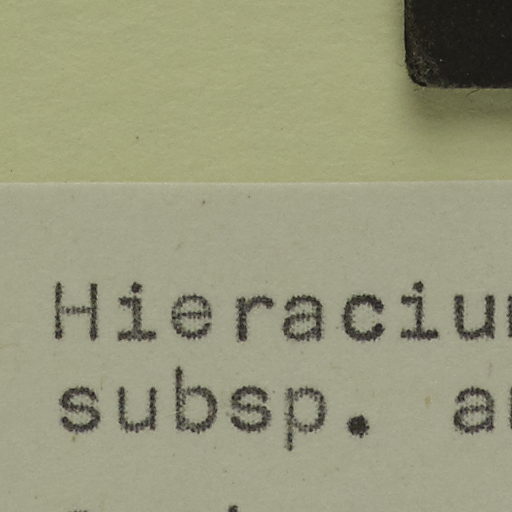 Hieraciu
subsp. a